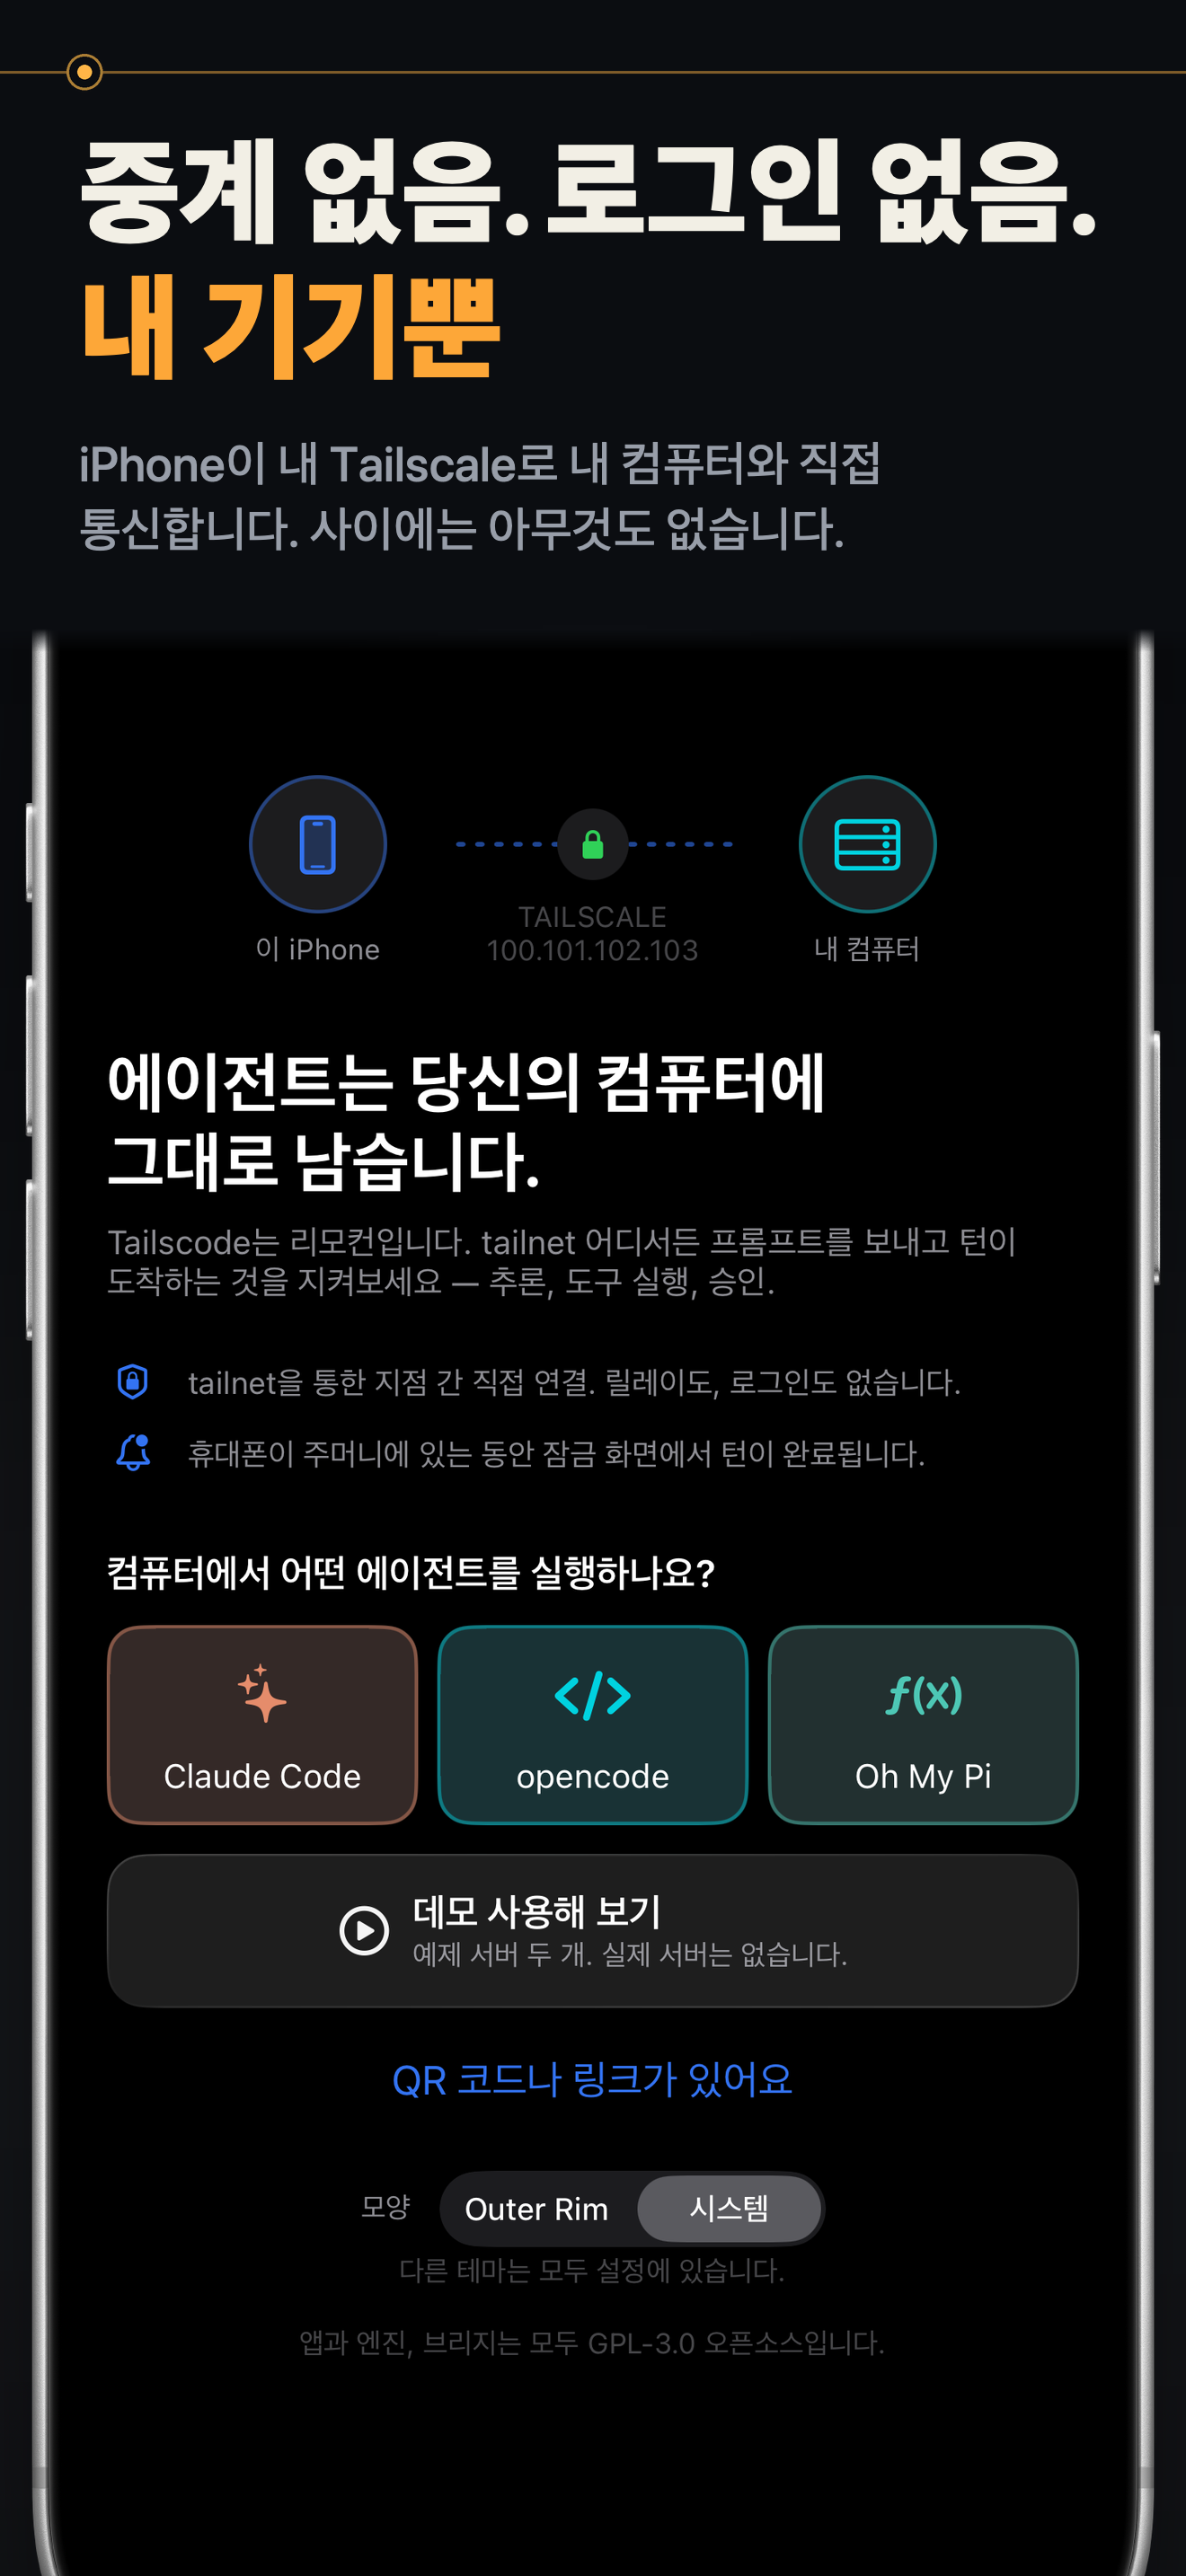 중계 없음. 로그인 없음.
내 기기뿐
iPhone이 내 Tailscale로 내 컴퓨터와 직접
통신합니다. 사이에는 아무것도 없습니다.
TAILSCALE
이 iPhone
100.101.102.103
내 컴퓨터
에이전트는 당신의 컴퓨터에
그대로 남습니다.
Tailscode는 리모컨입니다. tailnet 어디서든 프롬프트를 보내고 턴이
도착하는 것을 지켜보세요 — 추론, 도구 실행, 승인.
tailnet을 통한 지점 간 직접 연결. 릴레이도, 로그인도 없습니다.
휴대폰이 주머니에 있는 동안 잠금 화면에서 턴이 완료됩니다.
컴퓨터에서 어떤 에이전트를 실행하나요?
f(x)
Claude Code
opencode
Oh My Pi
데모 사용해 보기
예제 서버 두 개. 실제 서버는 없습니다.
QR 코드나 링크가 있어요
모양
Outer Rim
시스템
다른 테마는 모두 설정에 있습니다.
앱과 엔진, 브리지는 모두 GPL-3.0 오픈소스입니다.